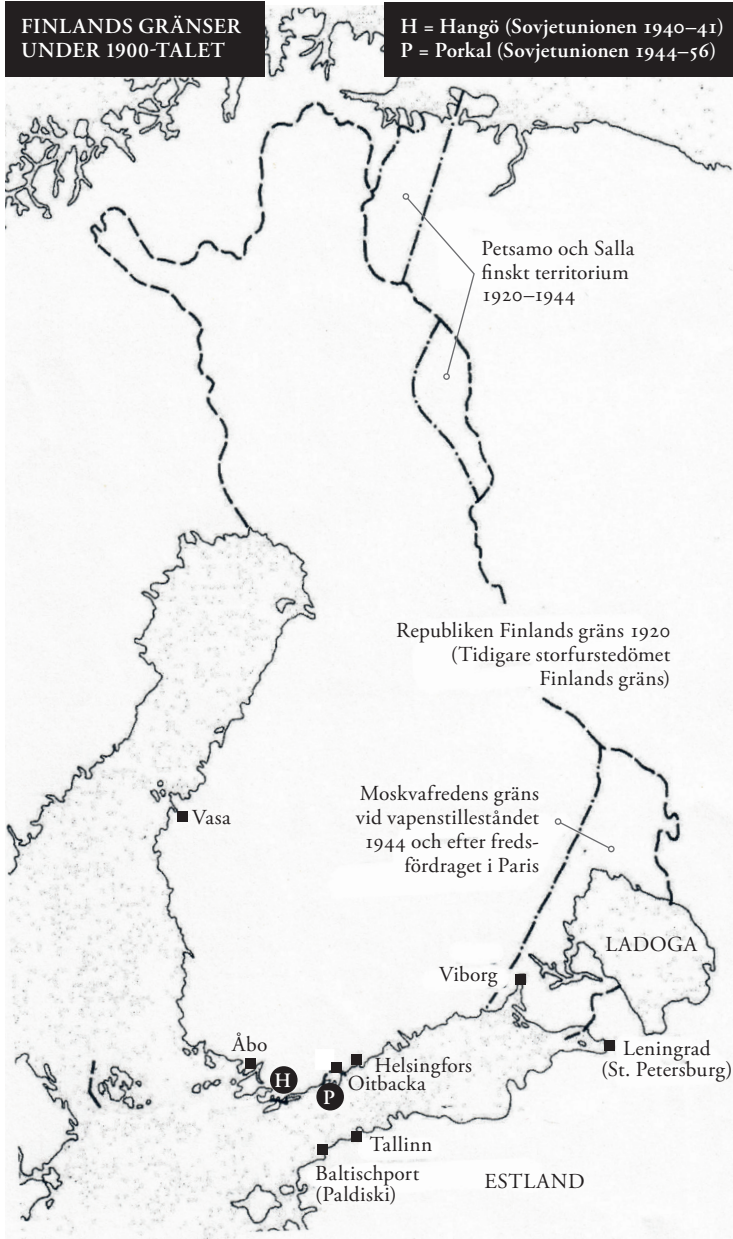 FINLANDS GRÄNSER
UNDER 1900-TALET
H = Hangö (Sovjetunionen 1940–41)
P = Porkal (Sovjetunionen 1944–56)
Petsamo och Salla
finskt territorium
1920–1944
Republiken Finlands gräns 1920
(Tidigare storfurstedömet
Finlands gräns)
Moskvafredens gräns
vid vapenstilleståndet
1944 och efter freds-
fördraget i Paris
Vasa
LADOGA
Viborg
Åbo
H
P
Helsingfors
Oitbacka
Leningrad
(St. Petersburg)
Tallinn
Baltischport
(Paldiski)
ESTLAND